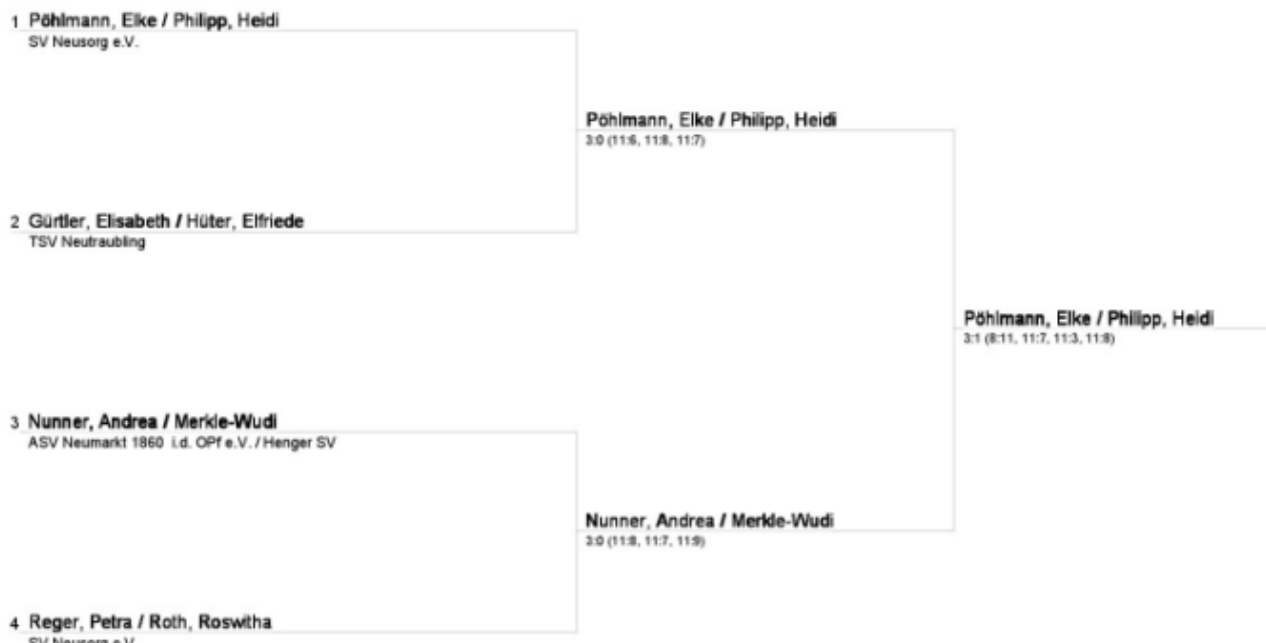 1 Pöhlmann, Elke / Philipp, Heidi
SV Neusorg e.V.
Pöhlmann, Elke / Philipp, Heidi
3:0 (11:6, 11:8, 11:7)
2 Gürtler, Elisabeth / Hüter, Elfriede
TSV Neutraubling
Pöhlmann, Elke / Philipp, Heidi
3:1 (8:11, 11:7, 11:3, 11:8)
3 Nunner, Andrea / Merkle-Wudi
ASV Neumarkt 1860 i.d. OPf e.V. / Henger SV
Nunner, Andrea / Merkle-Wudi
3:0 (11:8, 11:7, 11:9)
4 Reger, Petra / Roth, Roswitha
SV Neusorg e.V.